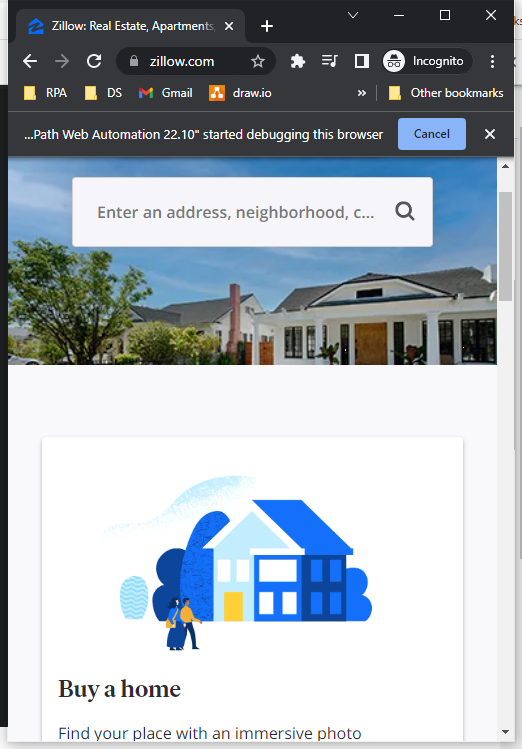 Zillow: Real Estate, Apartments,
zillow.com
Incognito
RPA
DS
Gmail
draw.io
»
Other bookmarks
...Path Web Automation 22.10" started debugging this browser
Cancel
Enter an address, neighborhood, c...
Buy a home
Find your place with an immersive photo